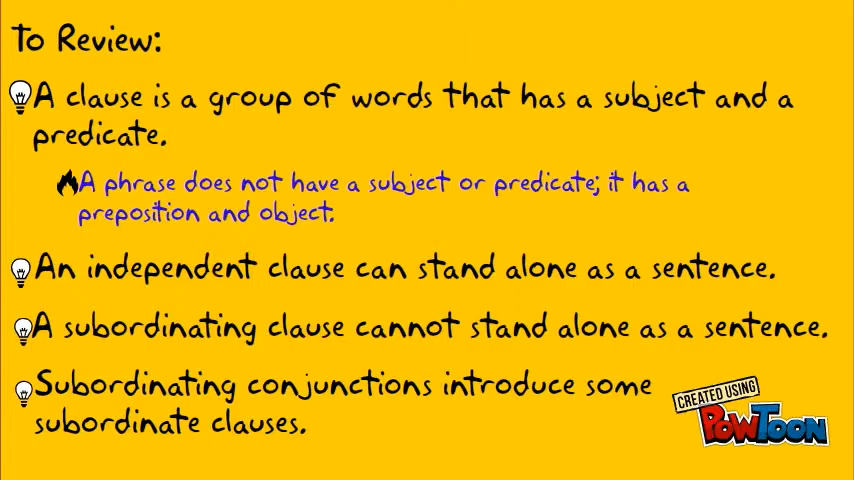 To Review:
A clause is a group of words that has a subject and a
predicate.
A phrase does not have a subject or predicate; it has a
preposition and object.
An independent clause can stand alone as a sentence.
A subordinating clause cannot stand alone as a sentence.
Subordinating conjunctions introduce some
subordinate clauses.
CREATED USING
POWTOON